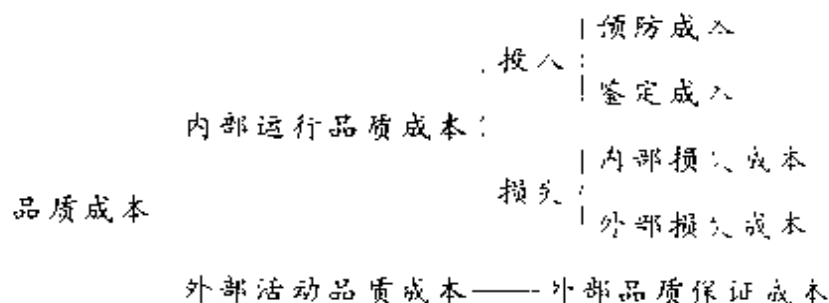 预防成入
投入
鉴定成入
内部运行品质成本
内部损失成本
品质成本
损失
外部损失成本
外部活动品质成本——外部品质保证成本